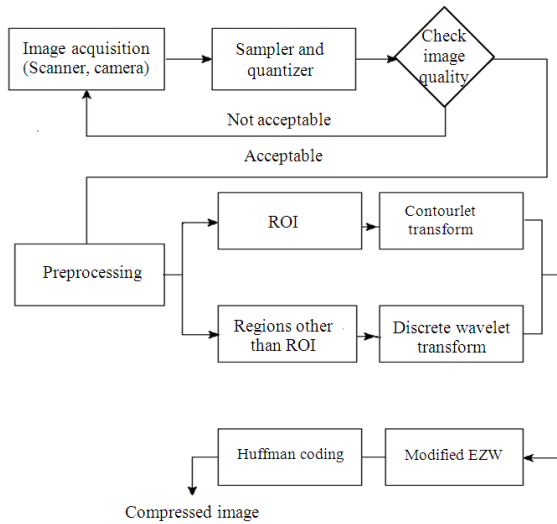 Image acquisition
(Scanner, camera)
Sampler and
quantizer
Check
image
quality
Not acceptable
Acceptable
Preprocessing
ROI
Contourlet
transform
Regions other
than ROI
Discrete wavelet
transform
Huffman coding
Modified EZW
Compressed image